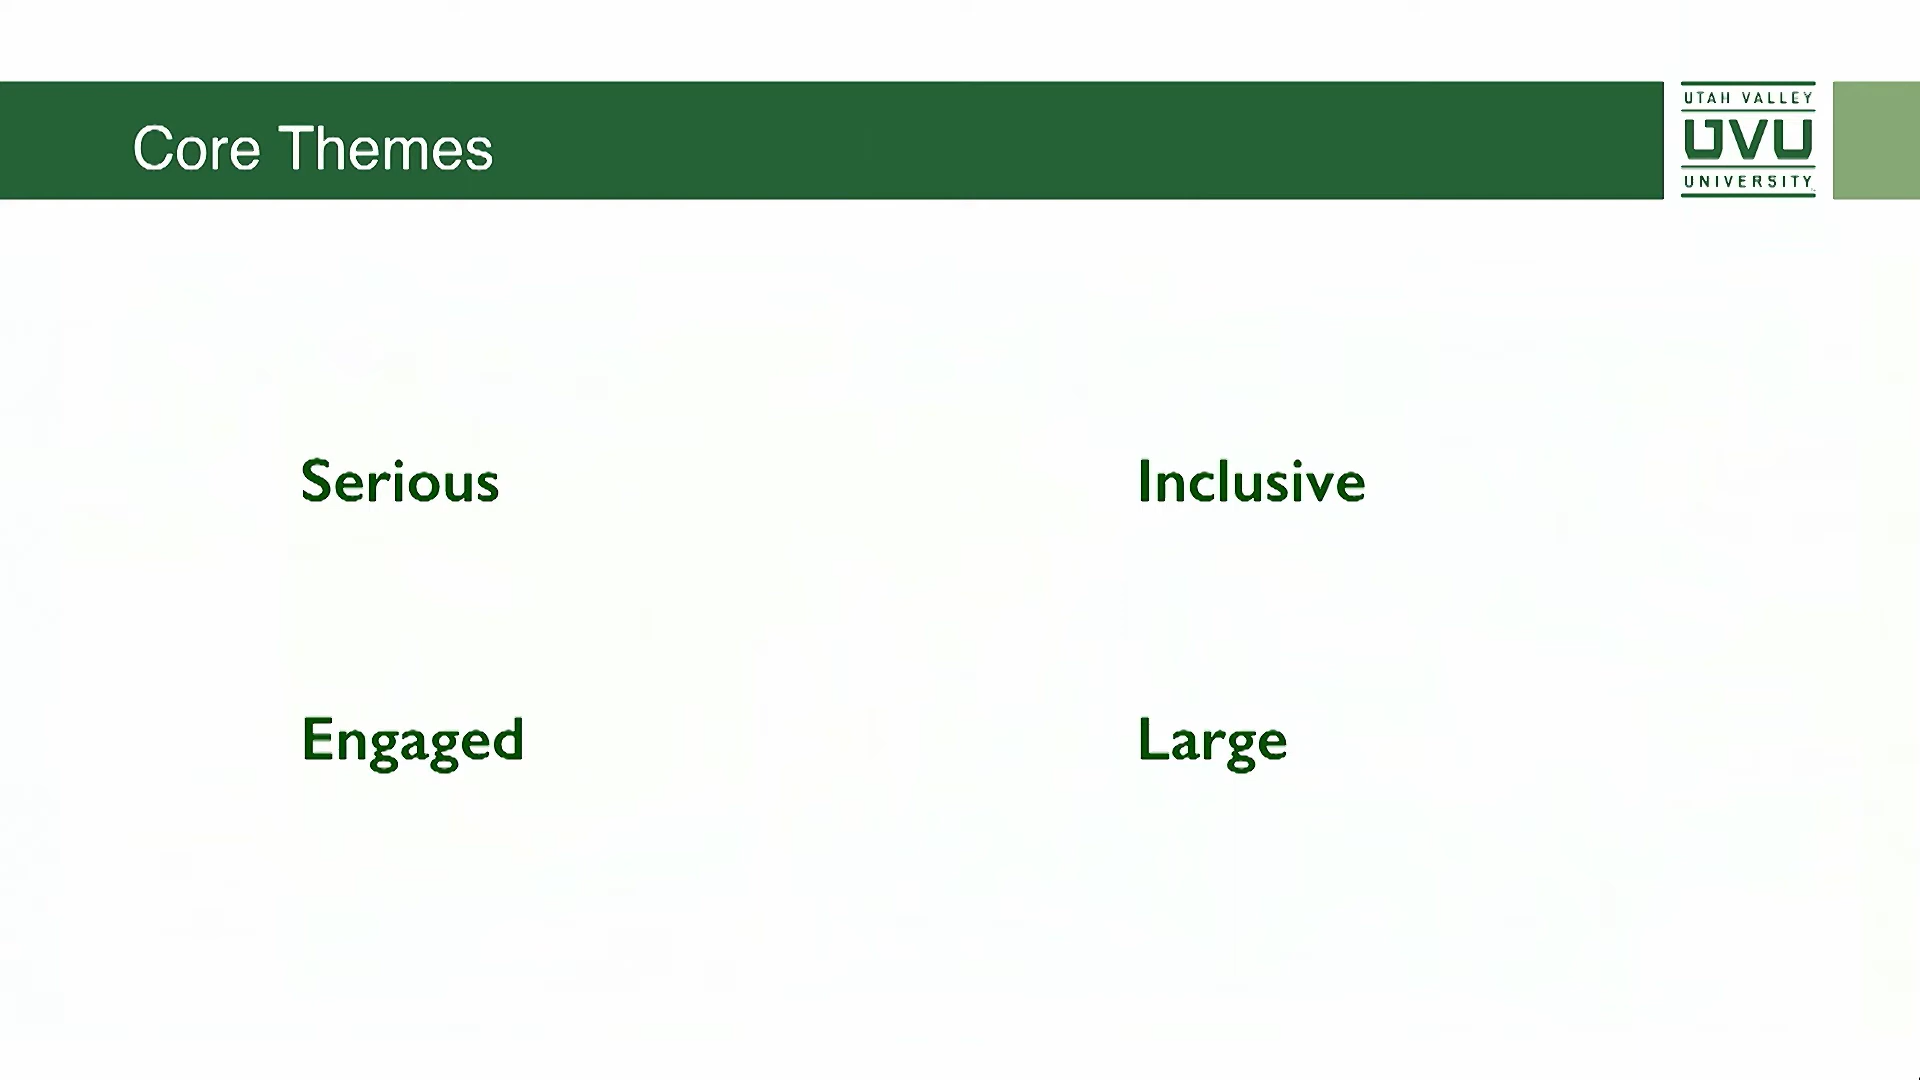 Core Themes
UTAH VALLEY
UVU
UNIVERSITY
Serious
Inclusive
Engaged
Large